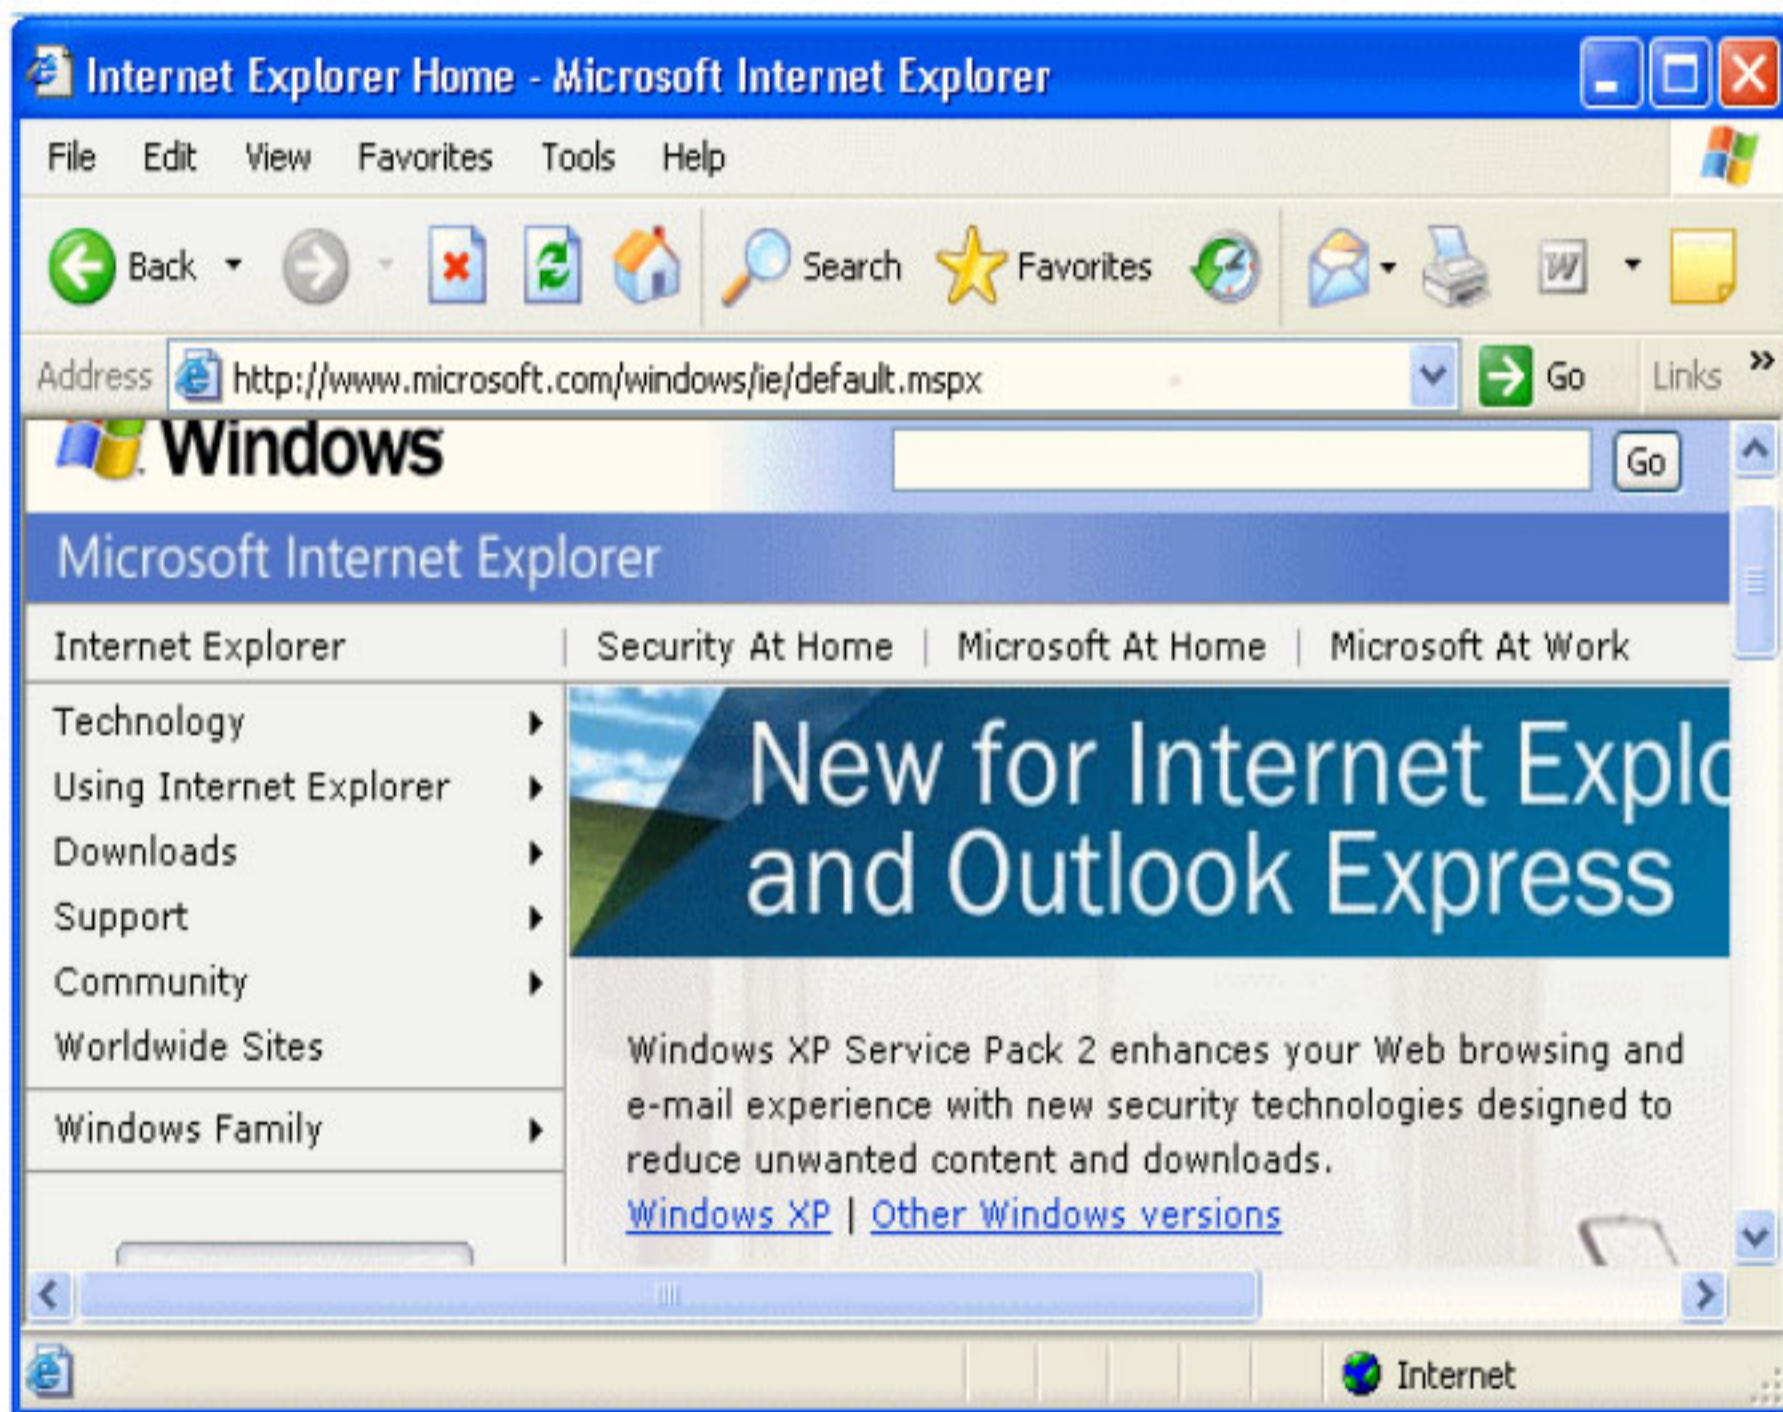 Internet Explorer Home - Microsoft Internet Explorer
File Edit View Favorites Tools Help
Back Search Favorites W
Address http://www.microsoft.com/windows/ie/default.mspx Go Links »
Windows Go
Microsoft Internet Explorer
Internet Explorer | Security At Home | Microsoft At Home | Microsoft At Work
Technology
Using Internet Explorer
Downloads
Support
Community
Worldwide Sites
Windows Family
New for Internet Explo
and Outlook Express
Windows XP Service Pack 2 enhances your Web browsing and
e-mail experience with new security technologies designed to
reduce unwanted content and downloads.
Windows XP | Other Windows versions
Internet